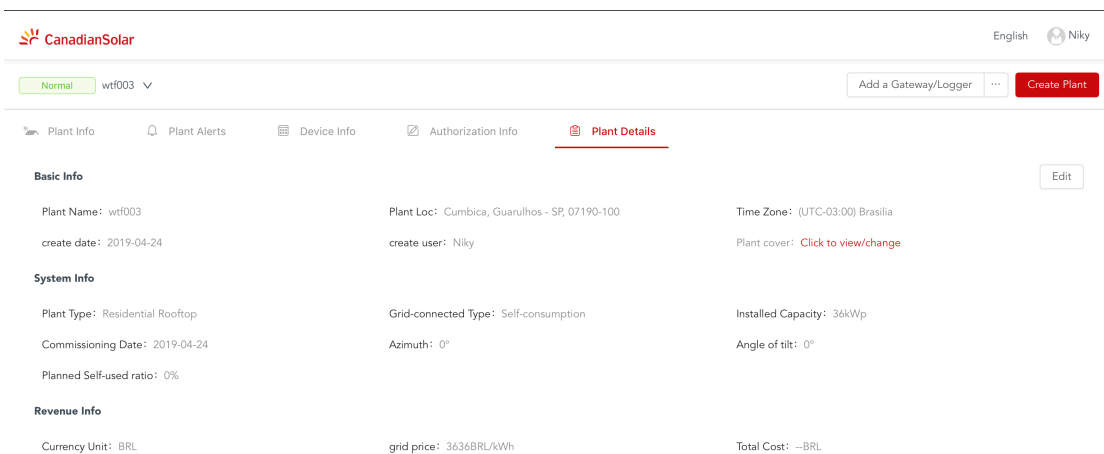 CanadianSolar English Niky
Normal wtf003 Add a Gateway/Logger ... Create Plant
Plant Info Plant Alerts Device Info Authorization Info Plant Details
Basic Info Edit
Plant Name: wtf003 Plant Loc: Cumbica, Guarulhos - SP, 07190-100 Time Zone: (UTC-03:00) Brasilia
create date: 2019-04-24 create user: Niky Plant cover: Click to view/change
System Info
Plant Type: Residential Rooftop Grid-connected Type: Self-consumption Installed Capacity: 36kWp
Commissioning Date: 2019-04-24 Azimuth: 0° Angle of tilt: 0°
Planned Self-used ratio: 0%
Revenue Info
Currency Unit: BRL grid price: 3636BRL/kWh Total Cost: --BRL